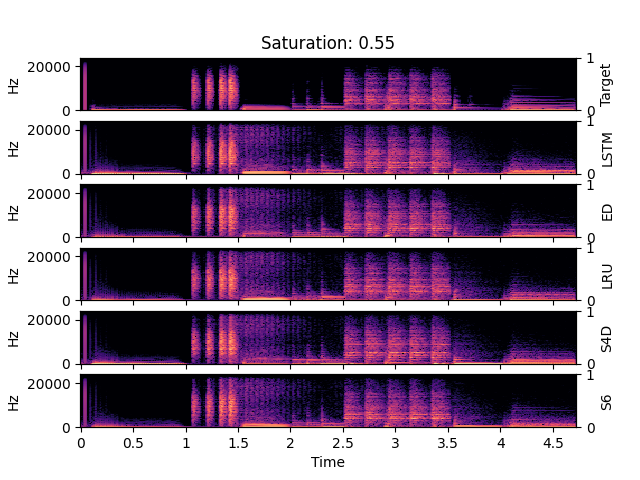 Saturation: 0.55
Hz 20000 0 1 0 Target
Hz 20000 0 1 0 LSTM
Hz 20000 0 1 0 ED
Hz 20000 0 1 0 LRU
Hz 20000 0 1 0 S4D
Hz 20000 0 1 0 S6
0 0.5 1 1.5 2 2.5 3 3.5 4 4.5
Time